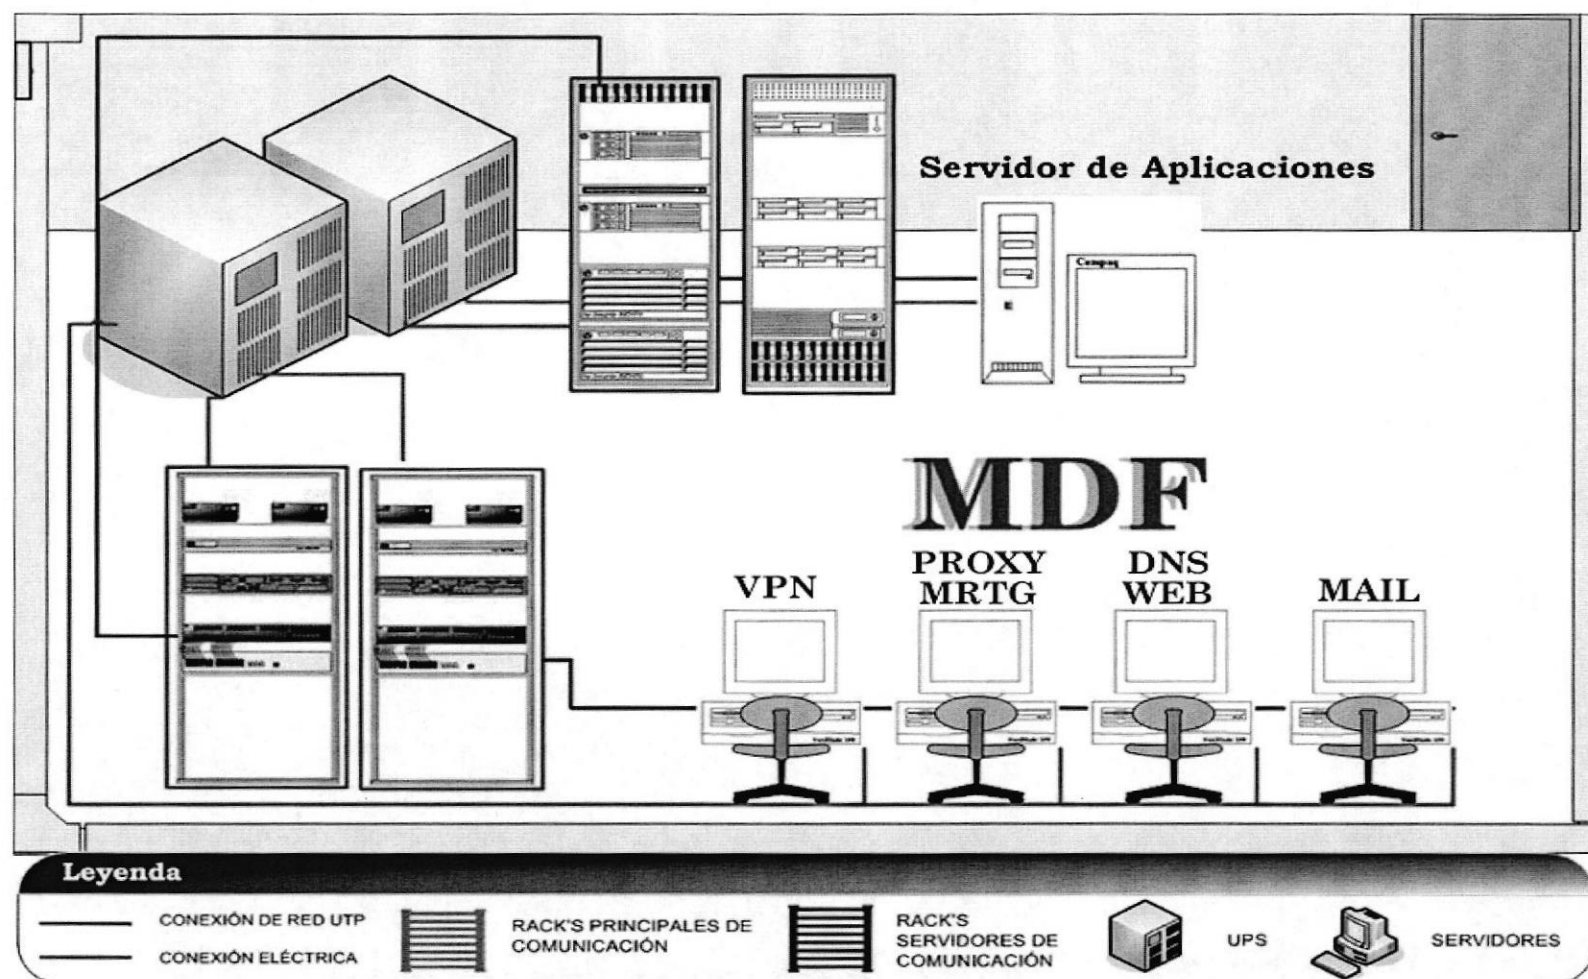 Servidor de Aplicaciones
Compaq
MDF
VPN
PROXY
MRTG
DNS
WEB
MAIL
Leyenda
CONEXIÓN DE RED UTP
CONEXIÓN ELÉCTRICA
RACK'S PRINCIPALES DE
COMUNICACIÓN
RACK'S
SERVIDORES DE
COMUNICACIÓN
UPS
SERVIDORES